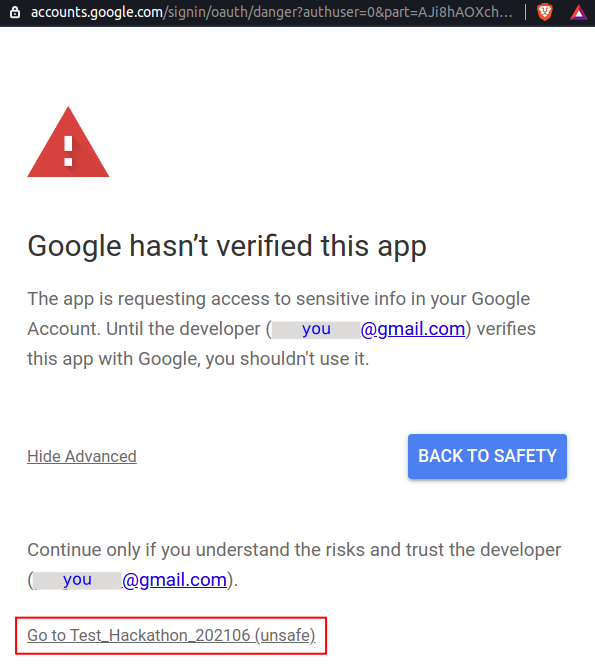 accounts.google.com/signin/oauth/danger?authuser=0&part=AJi8hAOXch...
Google hasn’t verified this app
The app is requesting access to sensitive info in your Google
Account. Until the developer (you@gmail.com) verifies
this app with Google, you shouldn't use it.
Hide Advanced
BACK TO SAFETY
Continue only if you understand the risks and trust the developer
(you@gmail.com).
Go to Test_Hackathon_202106 (unsafe)